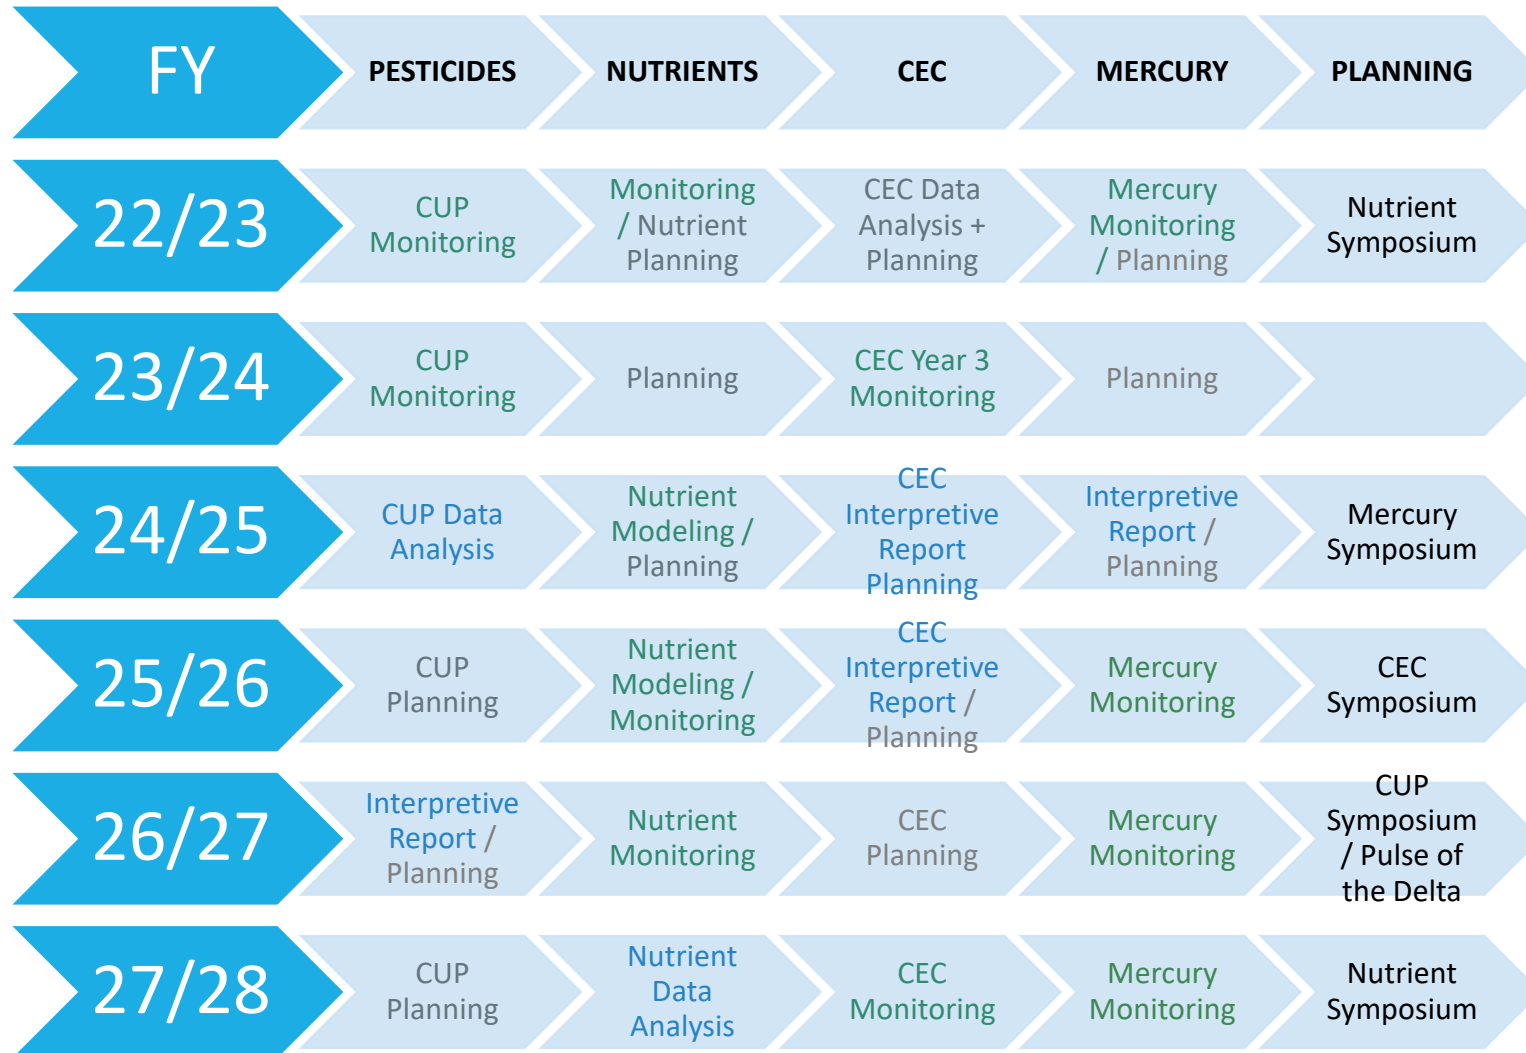 FY
PESTICIDES
NUTRIENTS
CEC
MERCURY
PLANNING
22/23
CUP
Monitoring
Monitoring
/ Nutrient
Planning
CEC Data
Analysis +
Planning
Mercury
Monitoring
/ Planning
Nutrient
Symposium
23/24
CUP
Monitoring
Planning
CEC Year 3
Monitoring
Planning
24/25
CUP Data
Analysis
Nutrient
Modeling /
Planning
CEC
Interpretive
Report
Planning
Interpretive
Report /
Planning
Mercury
Symposium
25/26
CUP
Planning
Nutrient
Modeling /
Monitoring
CEC
Interpretive
Report /
Planning
Mercury
Monitoring
CEC
Symposium
26/27
Interpretive
Report /
Planning
Nutrient
Monitoring
CEC
Planning
Mercury
Monitoring
CUP
Symposium
/ Pulse of
the Delta
27/28
CUP
Planning
Nutrient
Data
Analysis
CEC
Monitoring
Mercury
Monitoring
Nutrient
Symposium